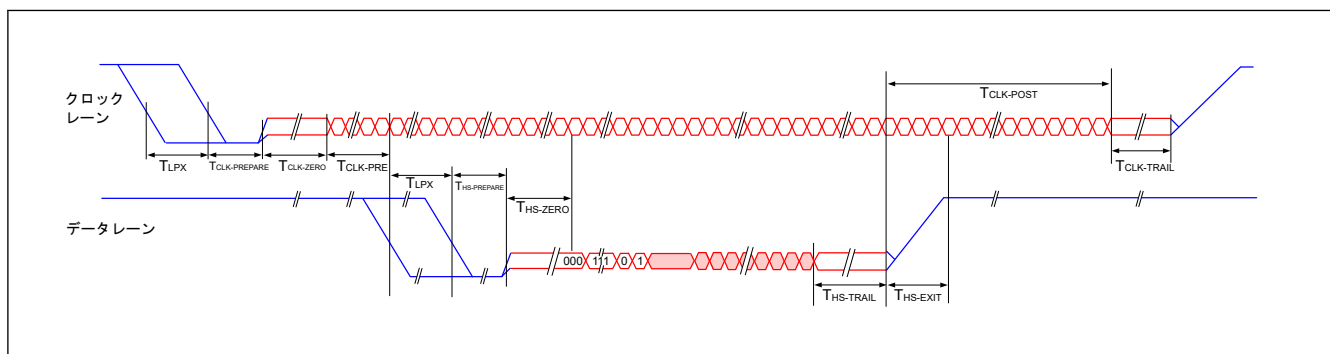 クロック
レーン
TCLK-POST
TLPX
TCLK-PREPARE
TCLK-ZERO
TCLK-PRE
TCLK-TRAIL
TLPX
THS-PREPARE
THS-ZERO
データレーン
000 111 0 1
THS-TRAIL
THS-EXIT